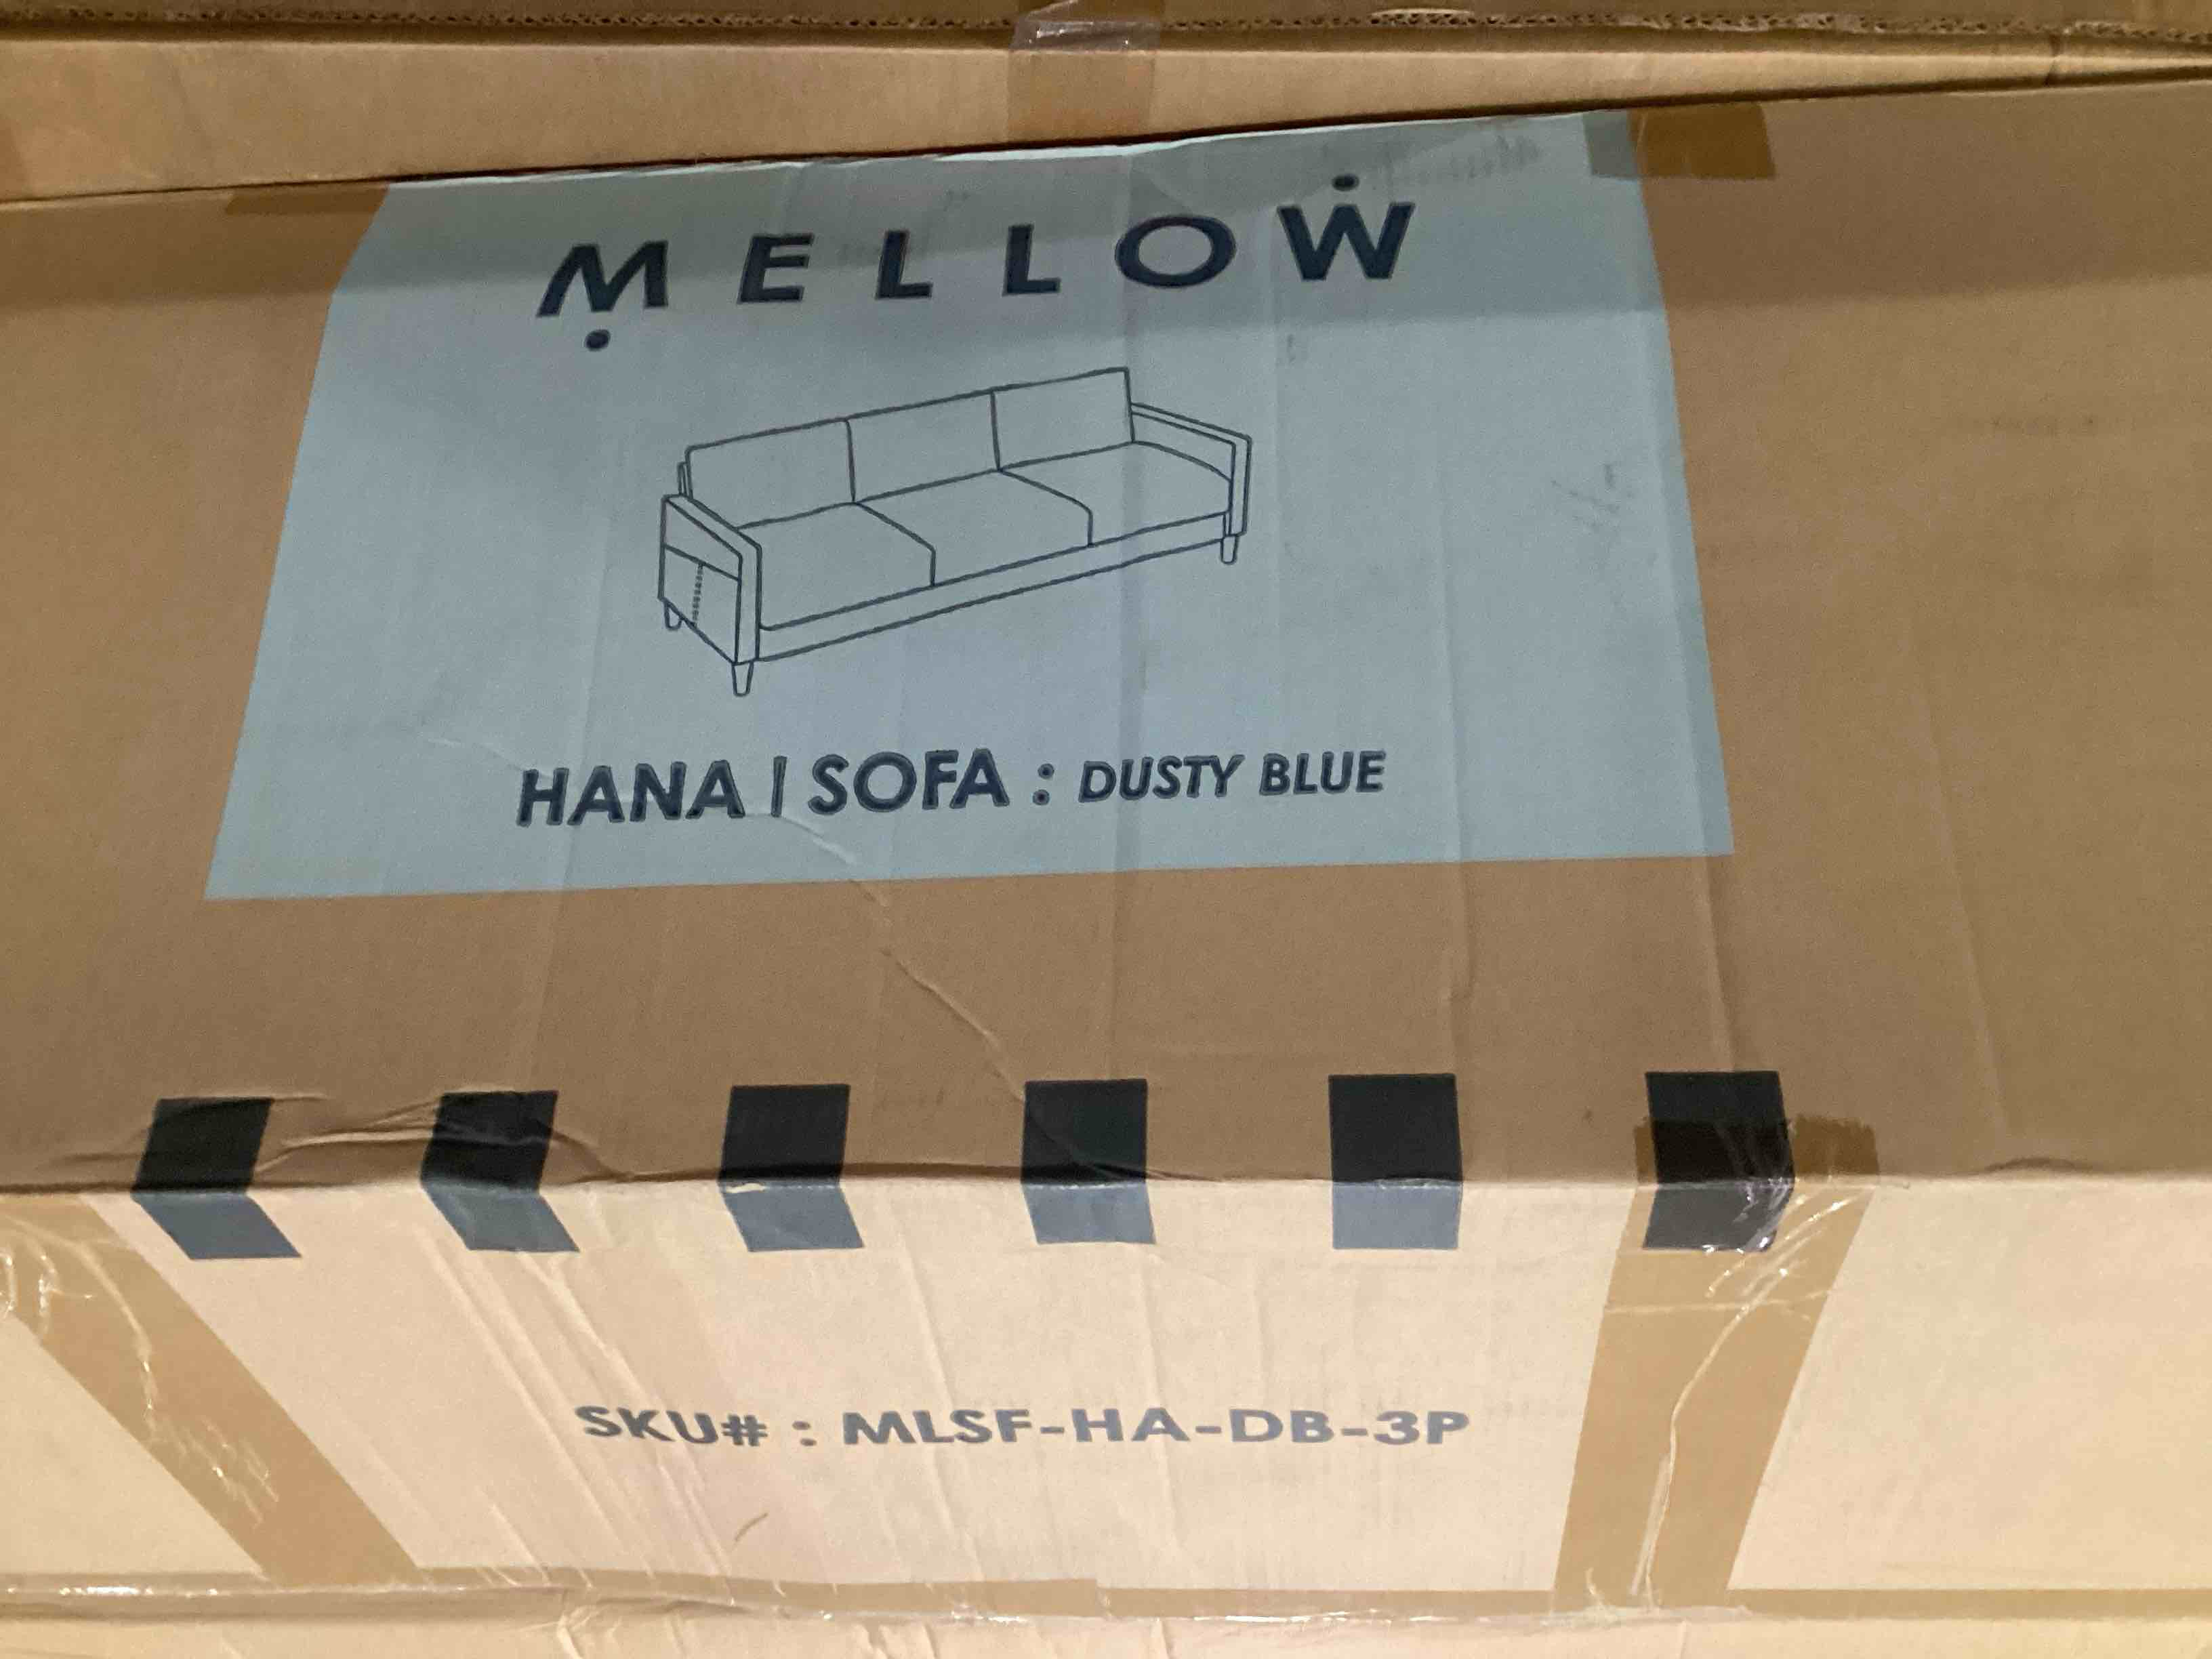 MELLOW
HANA | SOFA : DUSTY BLUE
SKU# : MLSF-HA-DB-3P